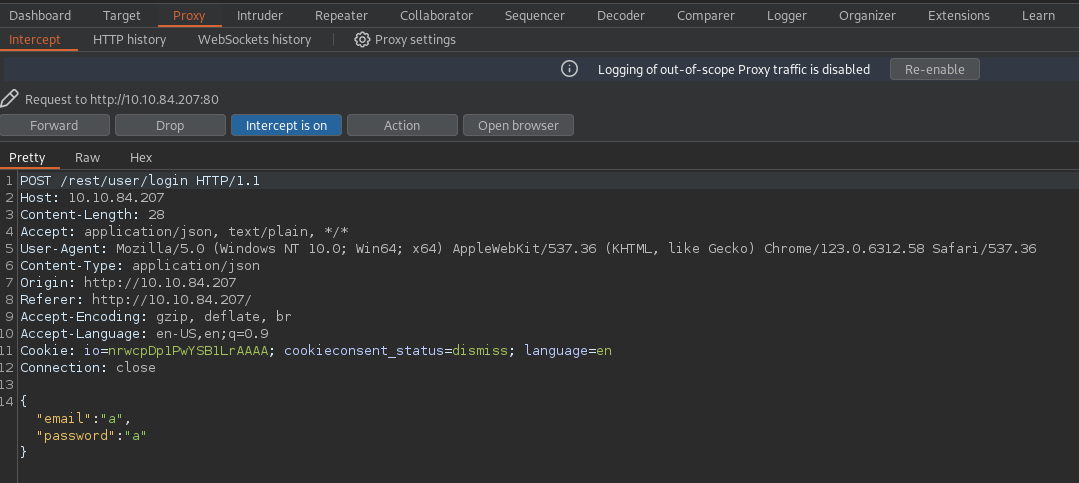 Dashboard Target Proxy Intruder Repeater Collaborator Sequencer Decoder Comparer Logger Organizer Extensions Learn
Intercept HTTP history WebSockets history Proxy settings
Logging of out-of-scope Proxy traffic is disabled Re-enable
Request to http://10.10.84.207:80
Forward Drop Intercept is on Action Open browser
Pretty Raw Hex
1 POST /rest/user/login HTTP/1.1
2 Host: 10.10.84.207
3 Content-Length: 28
4 Accept: application/json, text/plain, */*
5 User-Agent: Mozilla/5.0 (Windows NT 10.0; Win64; x64) AppleWebKit/537.36 (KHTML, like Gecko) Chrome/123.0.6312.58 Safari/537.36
6 Content-Type: application/json
7 Origin: http://10.10.84.207
8 Referer: http://10.10.84.207/
9 Accept-Encoding: gzip, deflate, br
10 Accept-Language: en-US,en;q=0.9
11 Cookie: io=nrwcpDp1PwYSB1LrAAAA; cookieconsent_status=dismiss; language=en
12 Connection: close
13
14 {
"email":"a",
"password":"a"
}